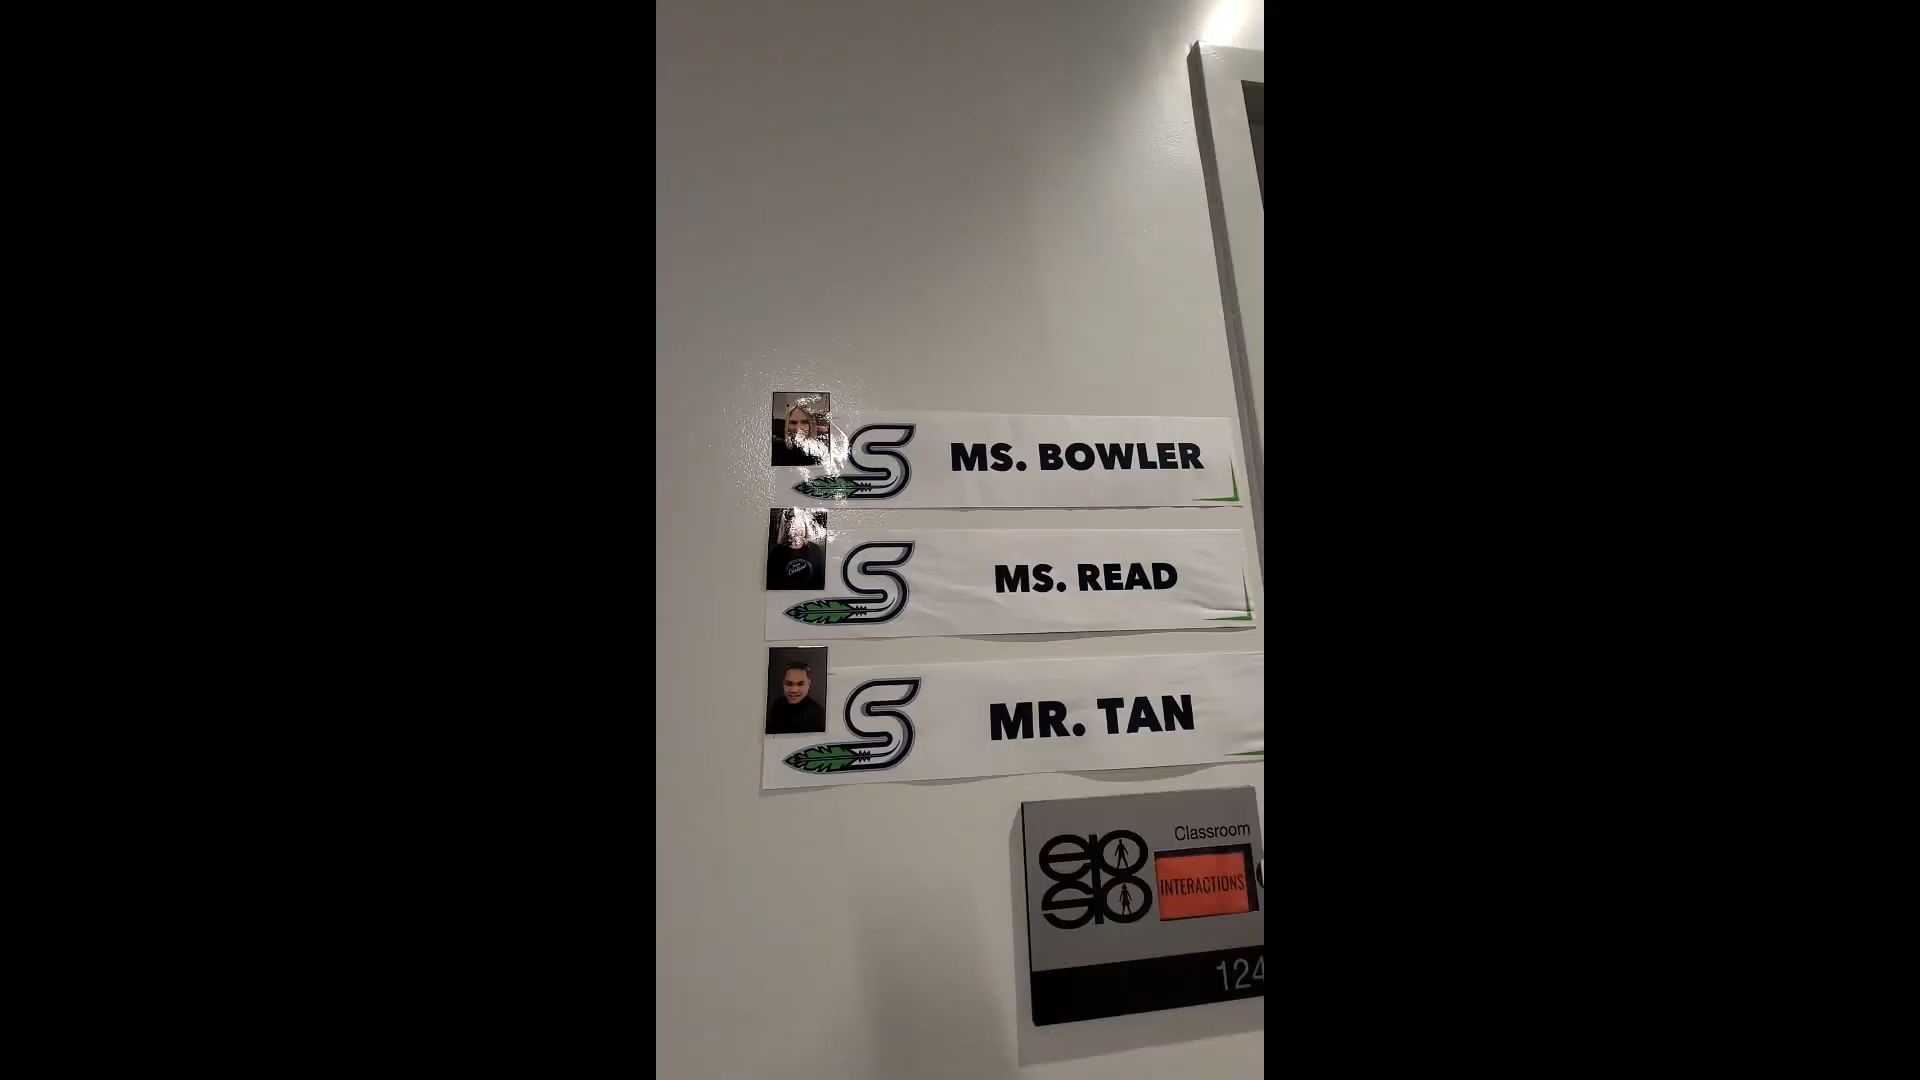 MS. BOWLER
MS. READ
MR. TAN
Classroom
INTERACTIONS
124